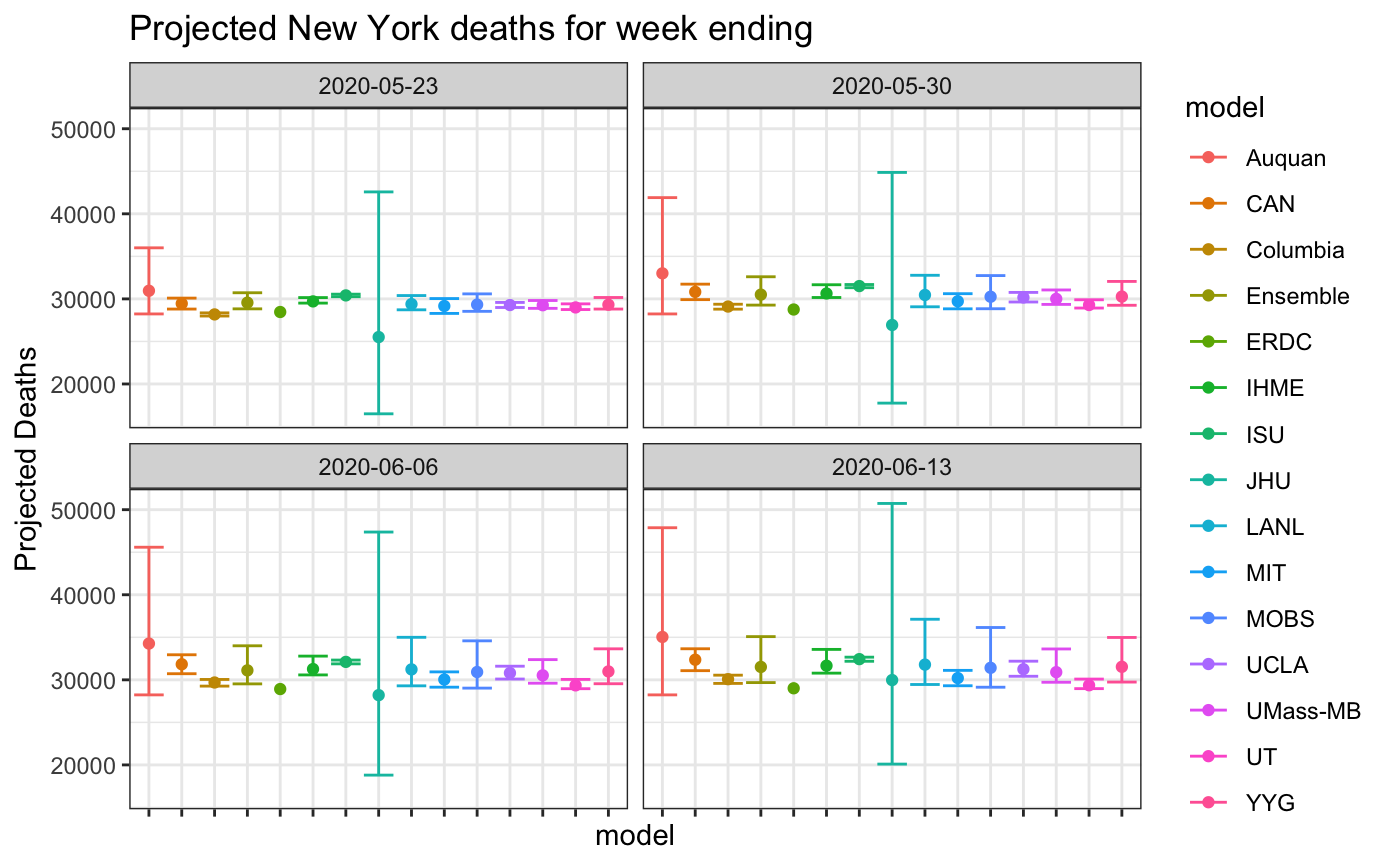 Projected New York deaths for week ending
2020-05-23
2020-05-30
50000
40000
30000
20000
2020-06-06
2020-06-13
50000
40000
30000
20000
Projected Deaths
model
model
Auquan
CAN
Columbia
Ensemble
ERDC
IHME
ISU
JHU
LANL
MIT
MOBS
UCLA
UMass-MB
UT
YYG